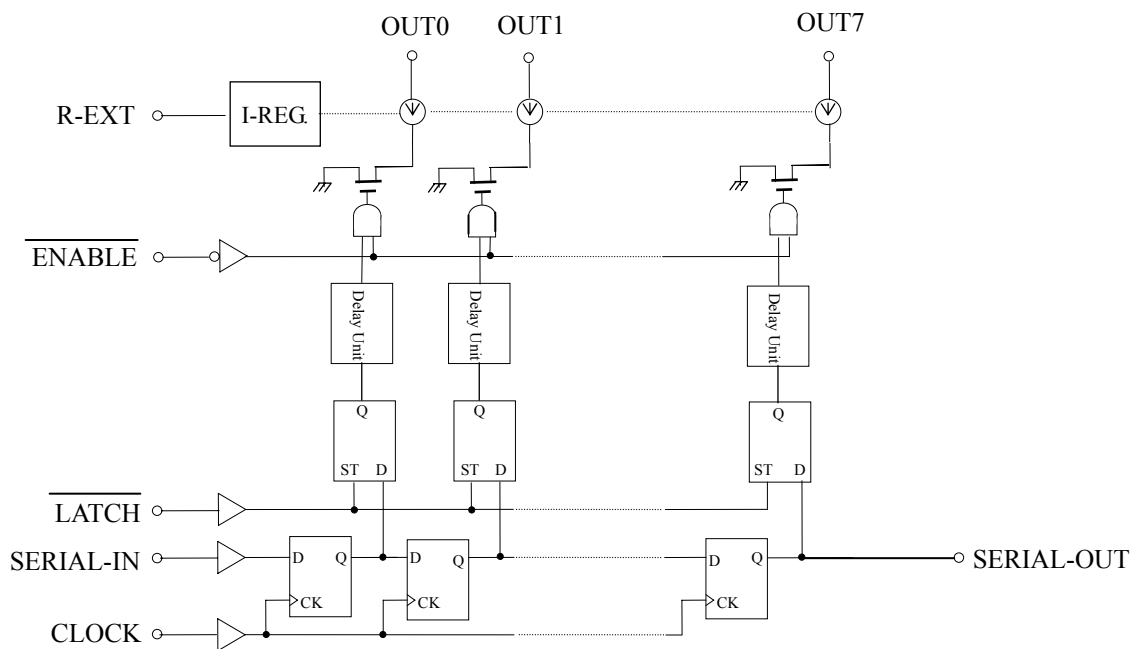 OUT0
OUT1
OUT7
R-EXT
I-REG.
ENABLE
Delay Unit
Delay Unit
Delay Unit
Q
Q
Q
ST D
ST D
ST D
LATCH
SERIAL-IN
D Q
D Q
D Q
SERIAL-OUT
CK
CK
CK
CLOCK